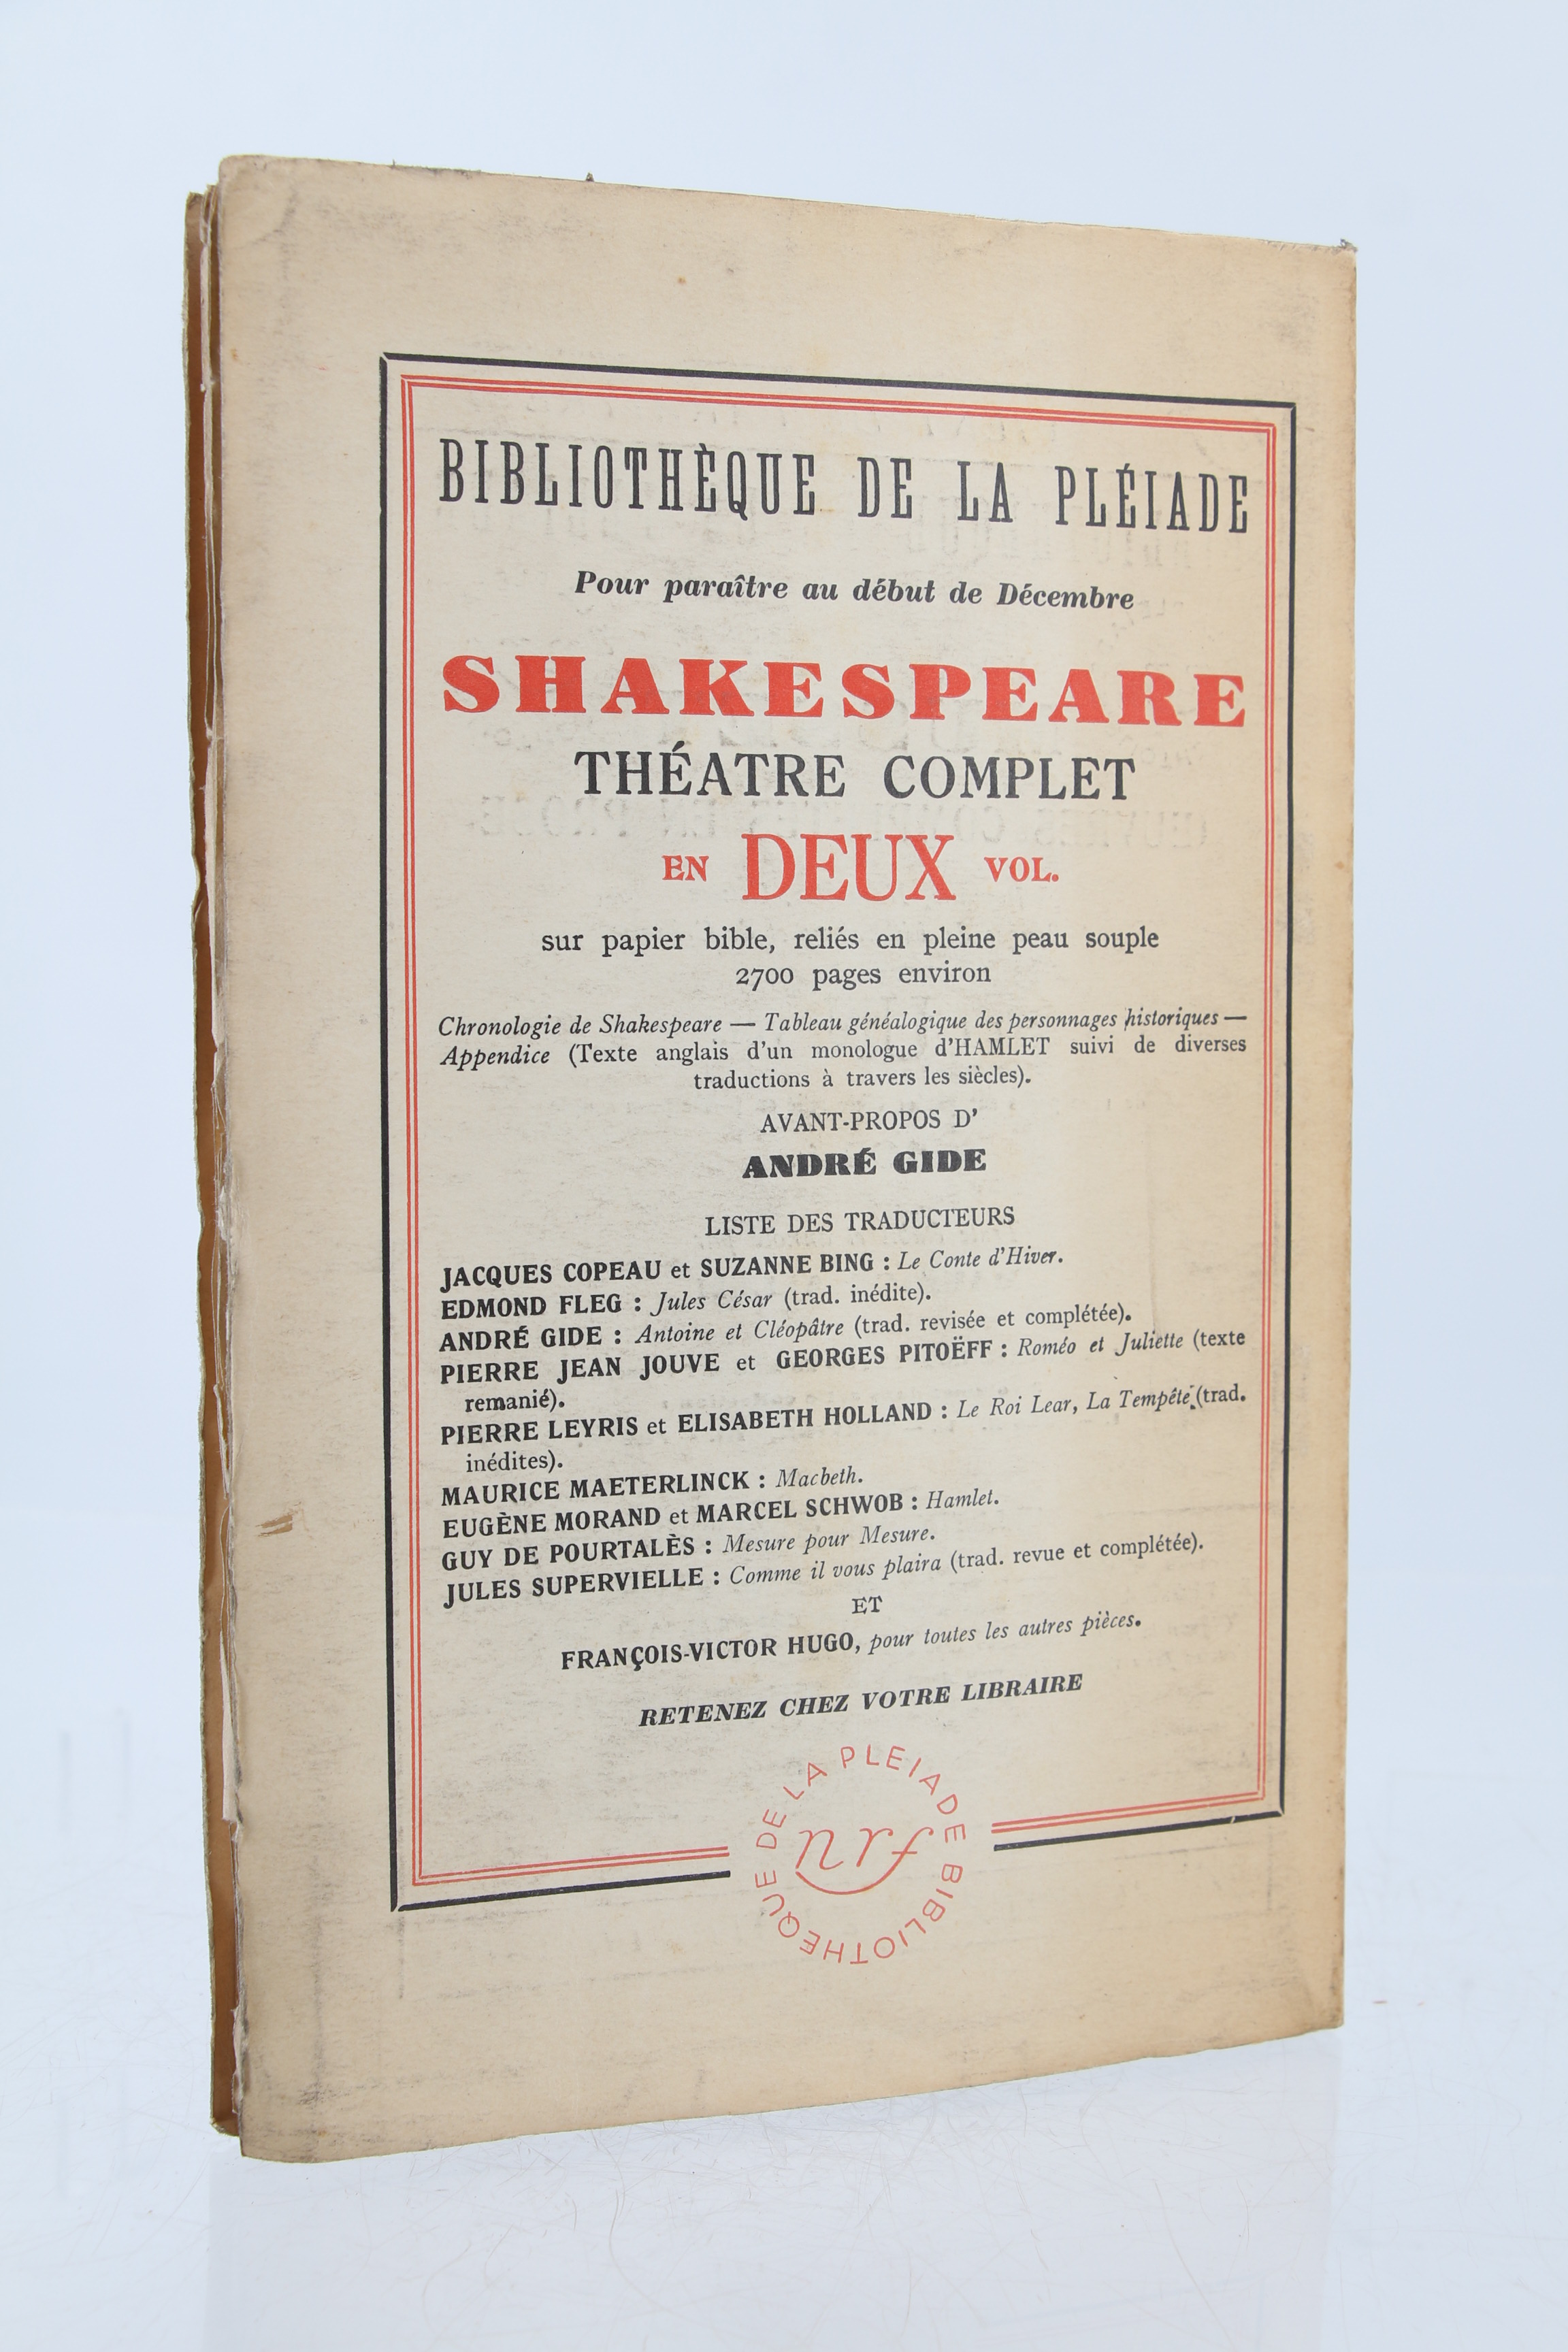 BIBLIOTHÈQUE DE LA PLÉIADE
Pour paraître au début de Décembre
SHAKESPEARE
THÉATRE COMPLET
EN DEUX VOL.
sur papier bible, reliés en pleine peau souple
2700 pages environ
Chronologie de Shakespeare — Tableau généalogique des personnages historiques —
Appendice (Texte anglais d'un monologue d'HAMLET suivi de diverses
traductions à travers les siècles).
AVANT-PROPOS D'
ANDRÉ GIDE
LISTE DES TRADUCTEURS
JACQUES COPEAU et SUZANNE BING : Le Conte d'Hiver.
EDMOND FLEG : Jules César (trad. inédite).
ANDRÉ GIDE : Antoine et Cléopâtre (trad. revisée et complétée).
PIERRE JEAN JOUVE et GEORGES PITOËFF : Roméo et Juliette (texte
remanié).
PIERRE LEYRIS et ELISABETH HOLLAND : Le Roi Lear, La Tempête (trad.
inédites).
MAURICE MAETERLINCK : Macbeth.
EUGÈNE MORAND et MARCEL SCHWOB : Hamlet.
GUY DE POURTALÈS : Mesure pour Mesure.
JULES SUPERVIELLE : Comme il vous plaira (trad. revue et complétée).
ET
FRANÇOIS-VICTOR HUGO, pour toutes les autres pièces.
RETENEZ CHEZ VOTRE LIBRAIRE
BIBLIOTHEQUE DE LA PLEIADE
nrf